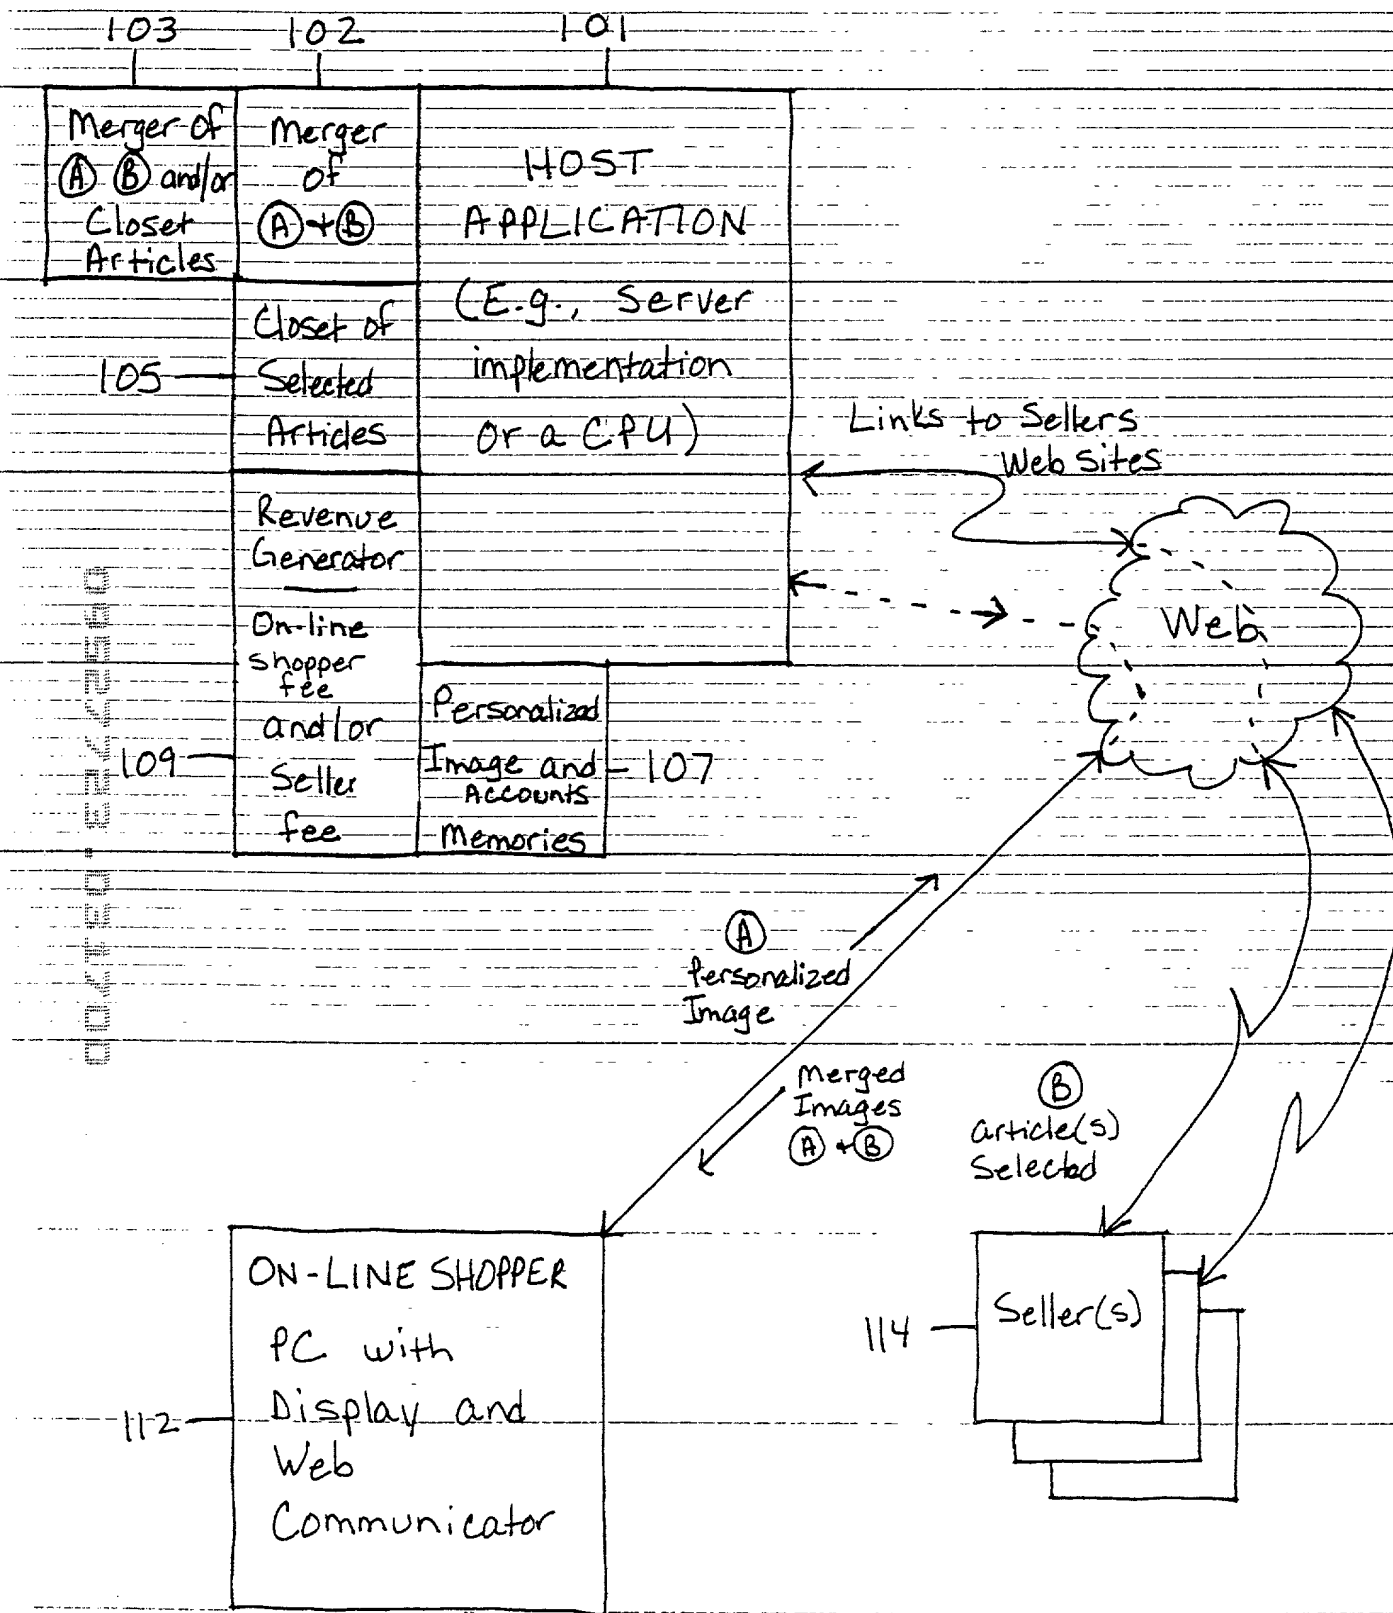 103
102
101
Merger of
Ⓐ Ⓑ and/or
Closet
Articles
Merger
of
Ⓐ + Ⓑ
HOST
APPLICATION
(E.g., Server
implementation
or a CPU)
105
Closet of
Selected
Articles
Links to Sellers
Web Sites
Revenue
Generator
On-line
shopper
fee
and/or
Seller
fee
109
Personalized
Image and
Accounts
Memories
107
Web
Ⓐ
Personalized
Image
Merged
Images
Ⓐ + Ⓑ
Ⓑ
article(s)
Selected
ON-LINE SHOPPER
PC with
Display and
Web
Communicator
112
Seller(s)
114